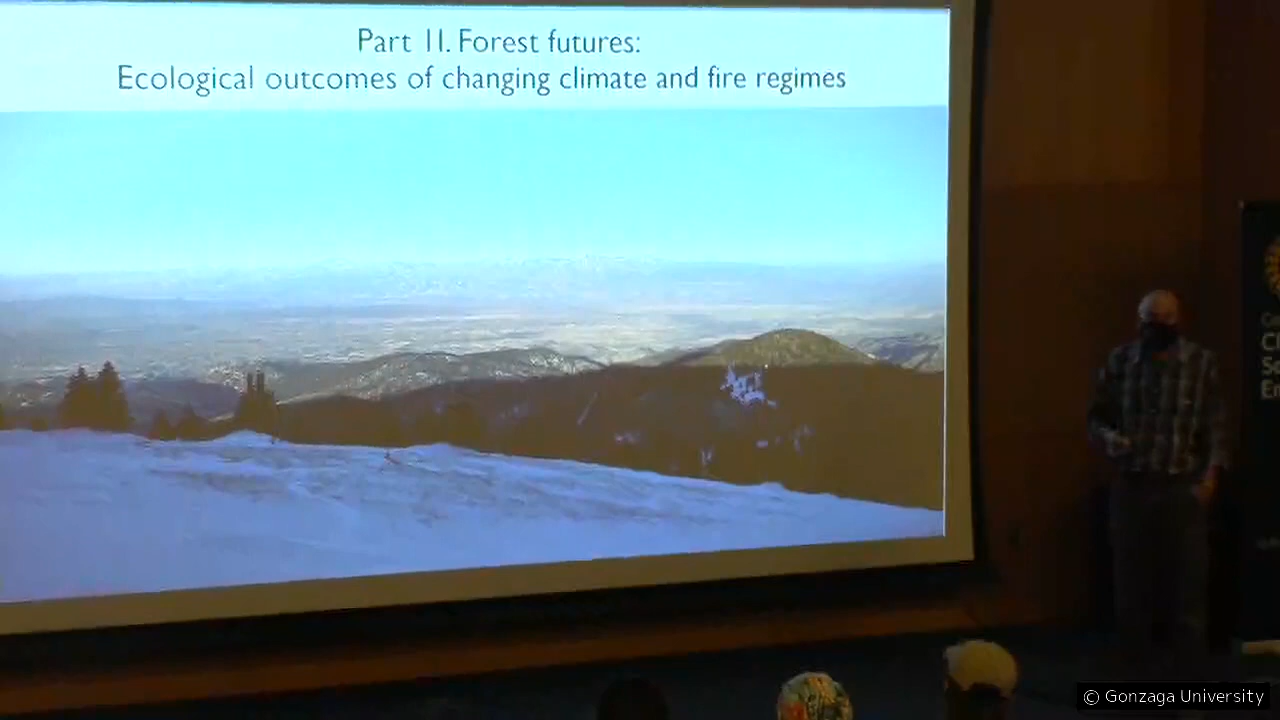 Part II. Forest futures:
Ecological outcomes of changing climate and fire regimes
© Gonzaga University